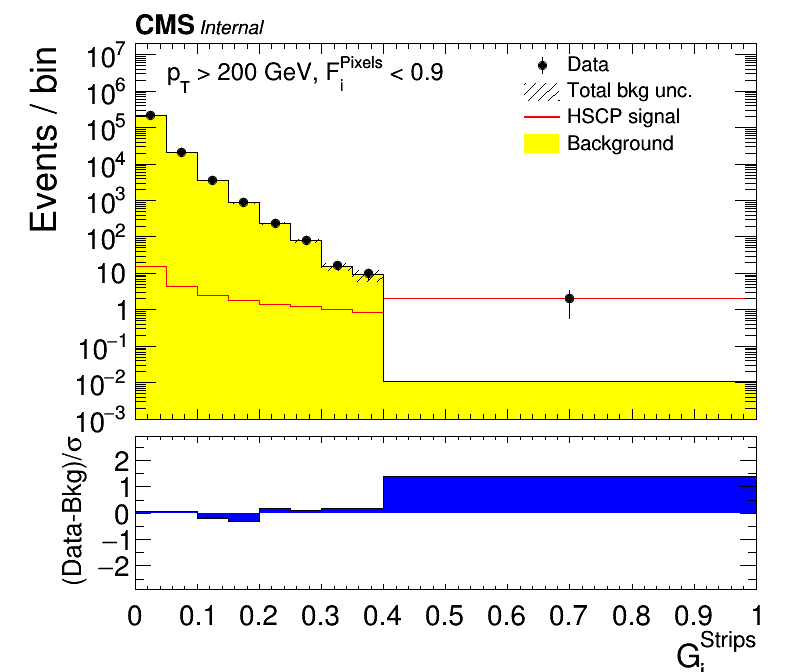 CMS Internal
p_T > 200 GeV, F_i^Pixels < 0.9
Data
Total bkg unc.
HSCP signal
Background
Events / bin
10^7
10^6
10^5
10^4
10^3
10^2
10
1
10^−1
10^−2
10^−3
(Data-Bkg)/σ
2
1
0
−1
−2
0 0.1 0.2 0.3 0.4 0.5 0.6 0.7 0.8 0.9 1
G_i^Strips